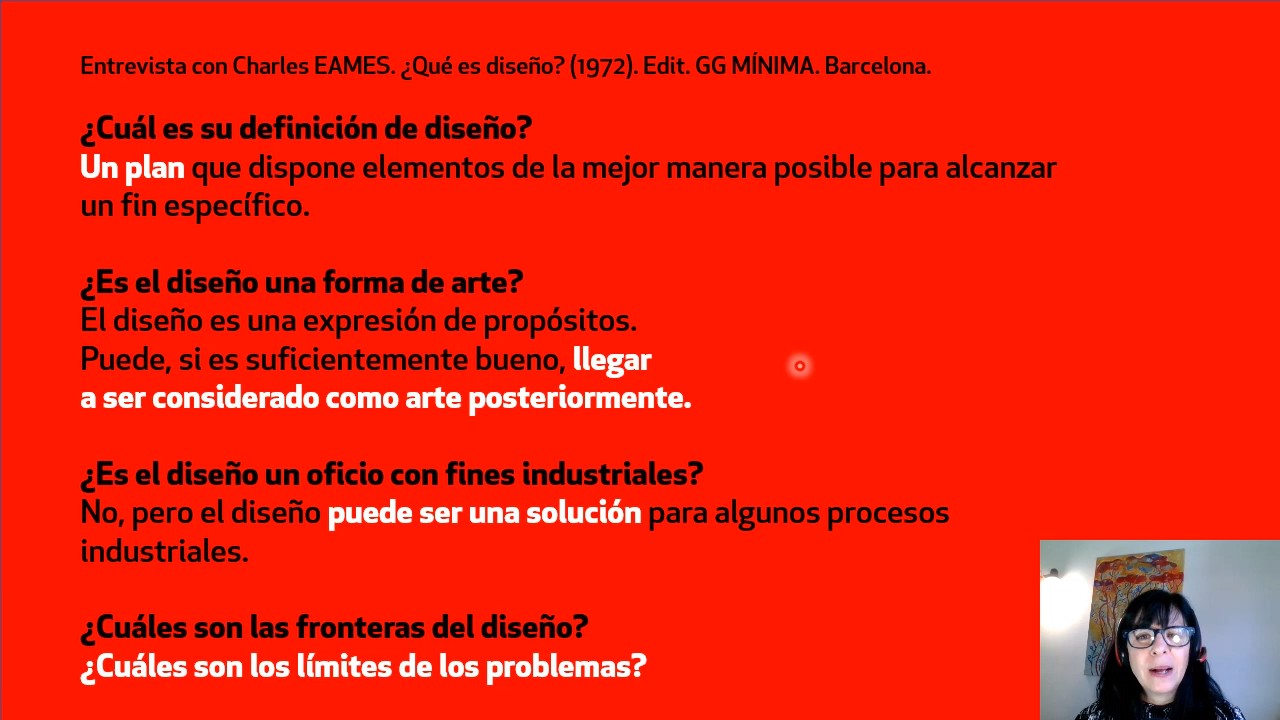 Entrevista con Charles EAMES. ¿Qué es diseño? (1972). Edit. GG MÍNIMA. Barcelona.
¿Cuál es su definición de diseño?
Un plan que dispone elementos de la mejor manera posible para alcanzar
un fin específico.
¿Es el diseño una forma de arte?
El diseño es una expresión de propósitos.
Puede, si es suficientemente bueno, llegar
a ser considerado como arte posteriormente.
¿Es el diseño un oficio con fines industriales?
No, pero el diseño puede ser una solución para algunos procesos
industriales.
¿Cuáles son las fronteras del diseño?
¿Cuáles son los límites de los problemas?